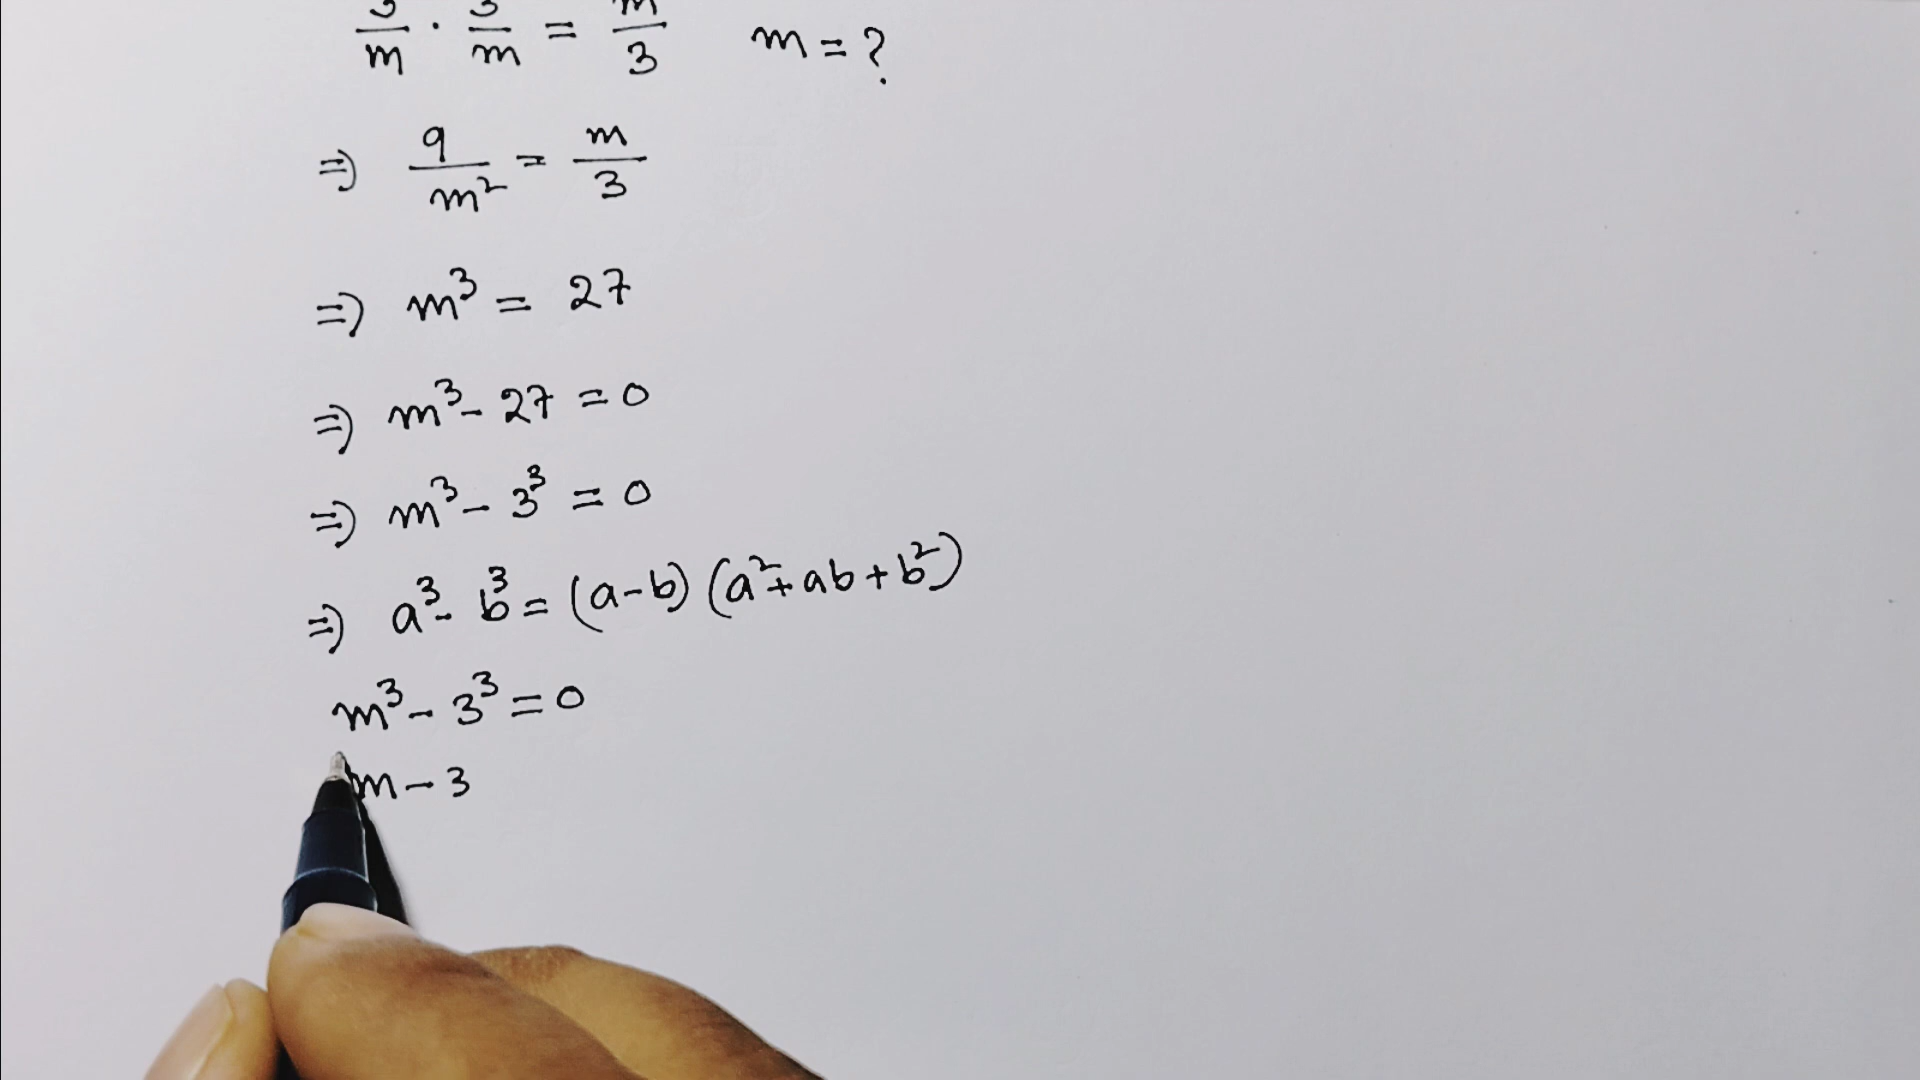 3/m · 3/m = m/3   m = ?
⇒ 9/m² = m/3
⇒ m³ = 27
⇒ m³ - 27 = 0
⇒ m³ - 3³ = 0
⇒ a³ - b³ = (a-b) (a² + ab + b²)
m³ - 3³ = 0
m - 3